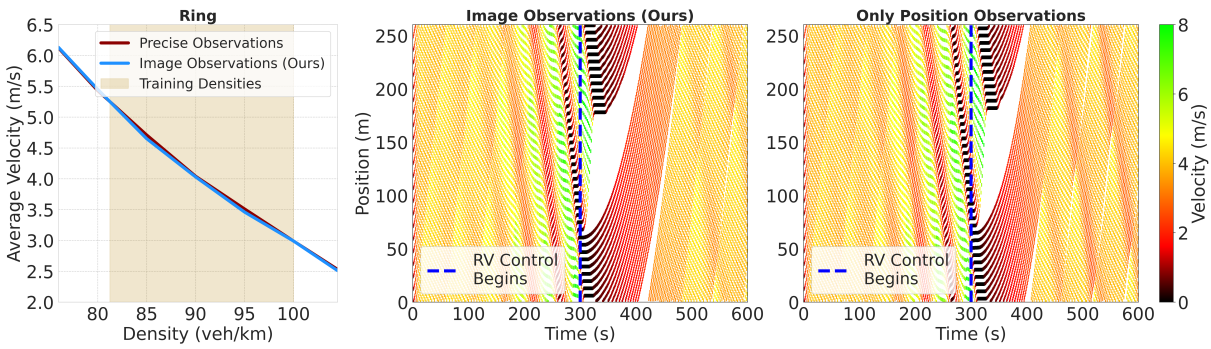 Ring
Average Velocity (m/s)
6.5
6.0
5.5
5.0
4.5
4.0
3.5
3.0
2.5
2.0
Precise Observations
Image Observations (Ours)
Training Densities
80
85
90
95
100
Density (veh/km)
Image Observations (Ours)
Position (m)
250
200
150
100
50
0
RV Control
Begins
0
100
200
300
400
500
600
Time (s)
Only Position Observations
250
200
150
100
50
0
RV Control
Begins
0
100
200
300
400
500
600
Time (s)
8
6
4
2
0
Velocity (m/s)